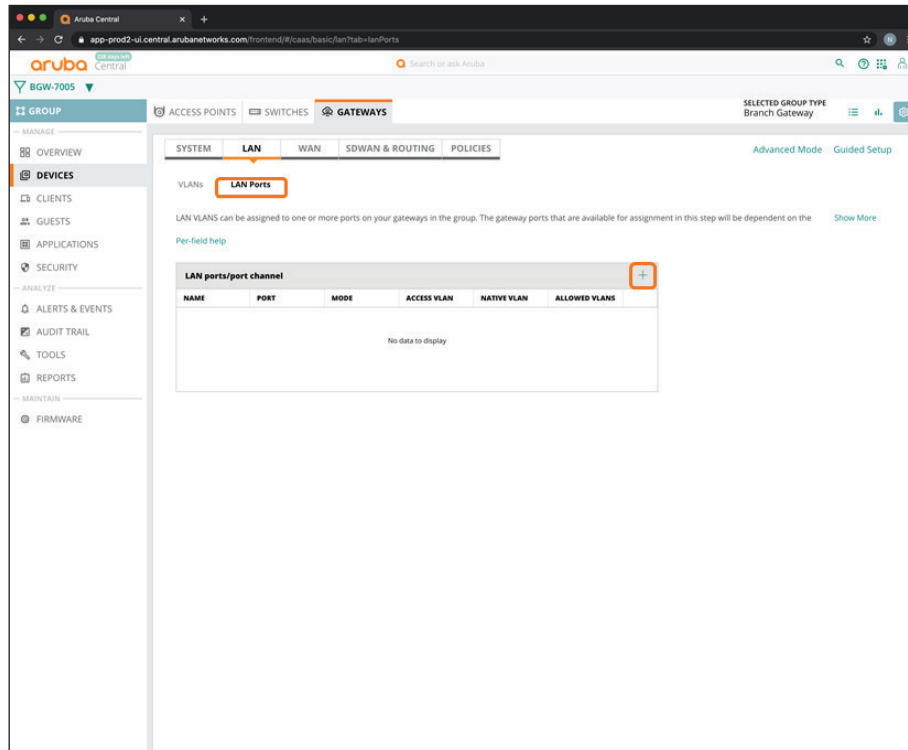 Aruba Central
app-prod2-ui.central.arubanetworks.com/frontend/#/caas/basic/lan?tab=lanPorts
aruba Central
Search or ask Aruba
BGW-7005
GROUP
ACCESS POINTS SWITCHES GATEWAYS
SELECTED GROUP TYPE
Branch Gateway
MANAGE
OVERVIEW
DEVICES
CLIENTS
GUESTS
APPLICATIONS
SECURITY
ANALYZE
ALERTS & EVENTS
AUDIT TRAIL
TOOLS
REPORTS
MAINTAIN
FIRMWARE
SYSTEM LAN WAN SDWAN & ROUTING POLICIES
Advanced Mode Guided Setup
VLANs LAN Ports
LAN VLANS can be assigned to one or more ports on your gateways in the group. The gateway ports that are available for assignment in this step will be dependent on the Show More
Per-field help
LAN ports/port channel
NAME PORT MODE ACCESS VLAN NATIVE VLAN ALLOWED VLANS
No data to display